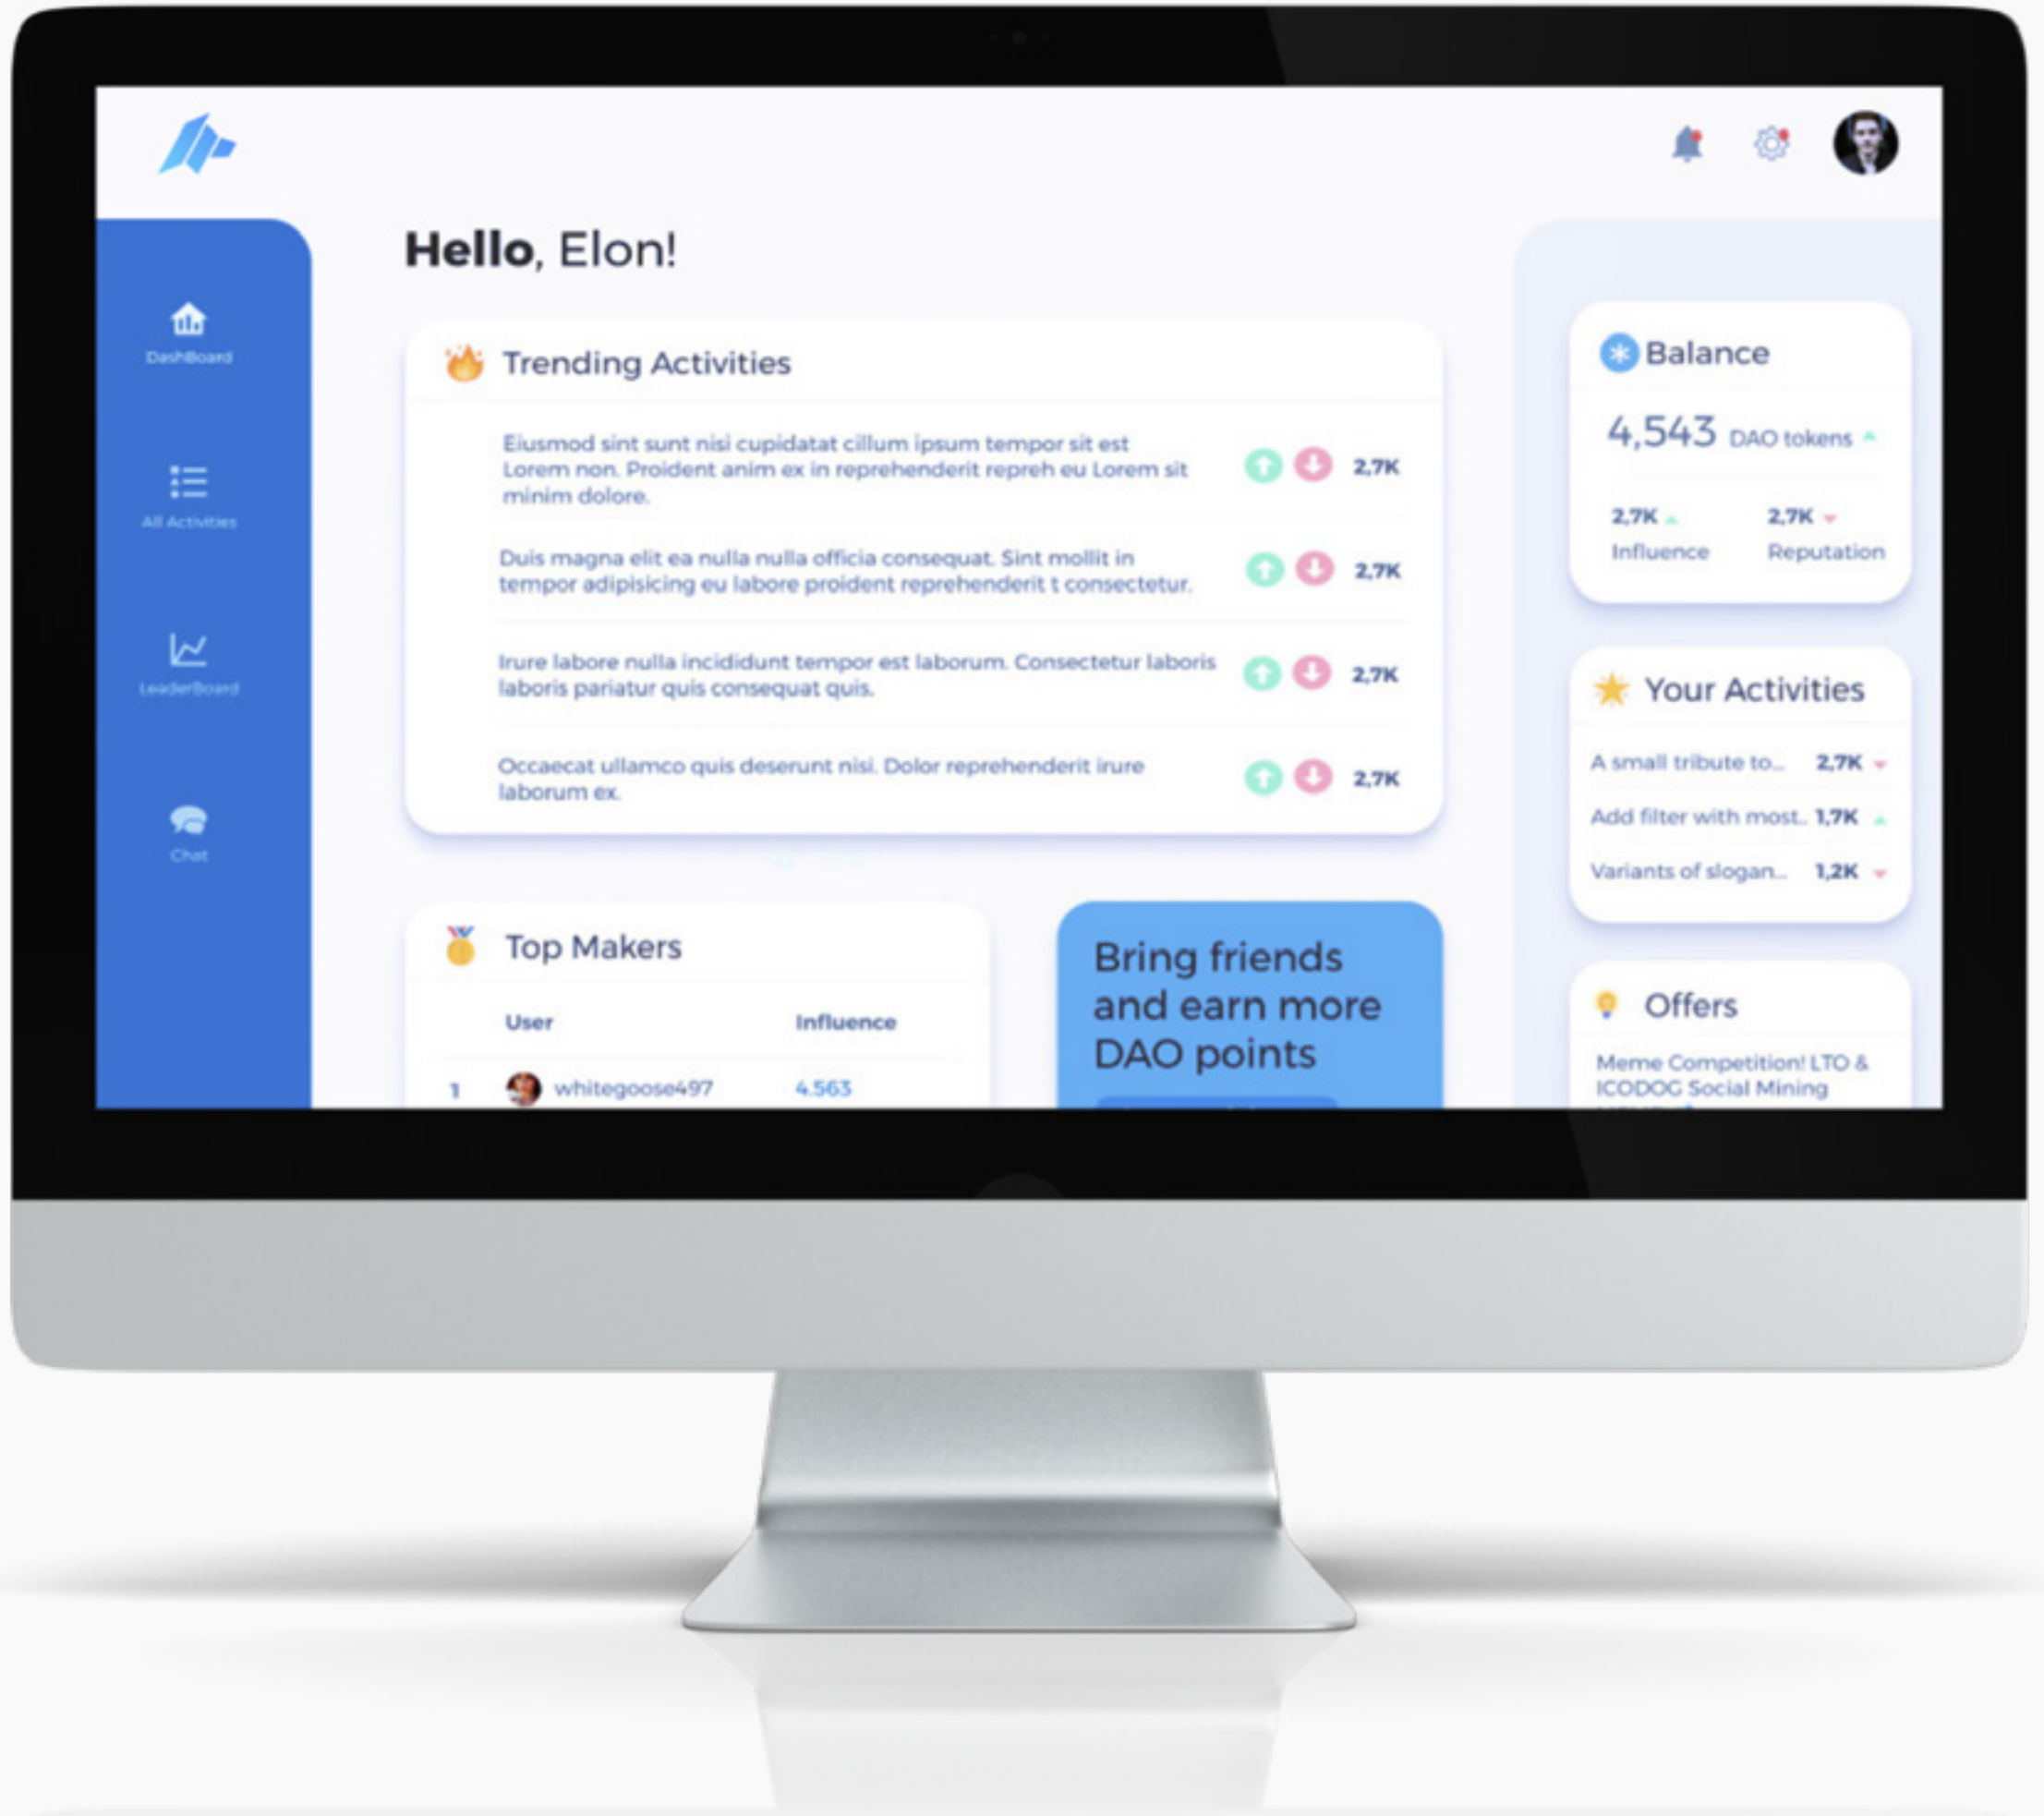 Hello, Elon!
DashBoard
All Activities
LeaderBoard
Chat
Trending Activities
Eiusmod sint sunt nisi cupidatat cillum ipsum tempor sit est
Lorem non. Proident anim ex in reprehenderit repreh eu Lorem sit
minim dolore.
2,7K
Duis magna elit ea nulla nulla officia consequat. Sint mollit in
tempor adipisicing eu labore proident reprehenderit t consectetur.
2,7K
Irure labore nulla incididunt tempor est laborum. Consectetur laboris
laboris pariatur quis consequat quis.
2,7K
Occaecat ullamco quis deserunt nisi. Dolor reprehenderit irure
laborum ex.
2,7K
Top Makers
User Influence
1 whitegoose497 4.563
Bring friends
and earn more
DAO points
Balance
4,543 DAO tokens
2,7K 2,7K
Influence Reputation
Your Activities
A small tribute to... 2,7K
Add filter with most.. 1,7K
Variants of slogan... 1,2K
Offers
Meme Competition! LTO &
ICODOG Social Mining